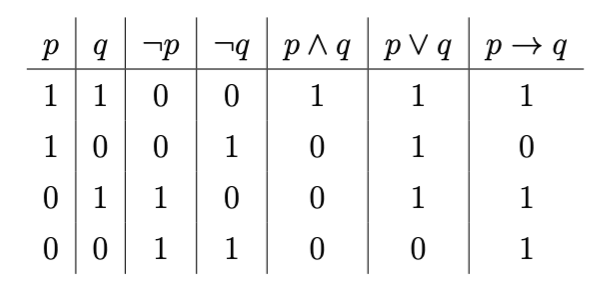 p q ¬p ¬q p ∧ q p ∨ q p → q
1 1 0 0 1 1 1
1 0 0 1 0 1 0
0 1 1 0 0 1 1
0 0 1 1 0 0 1